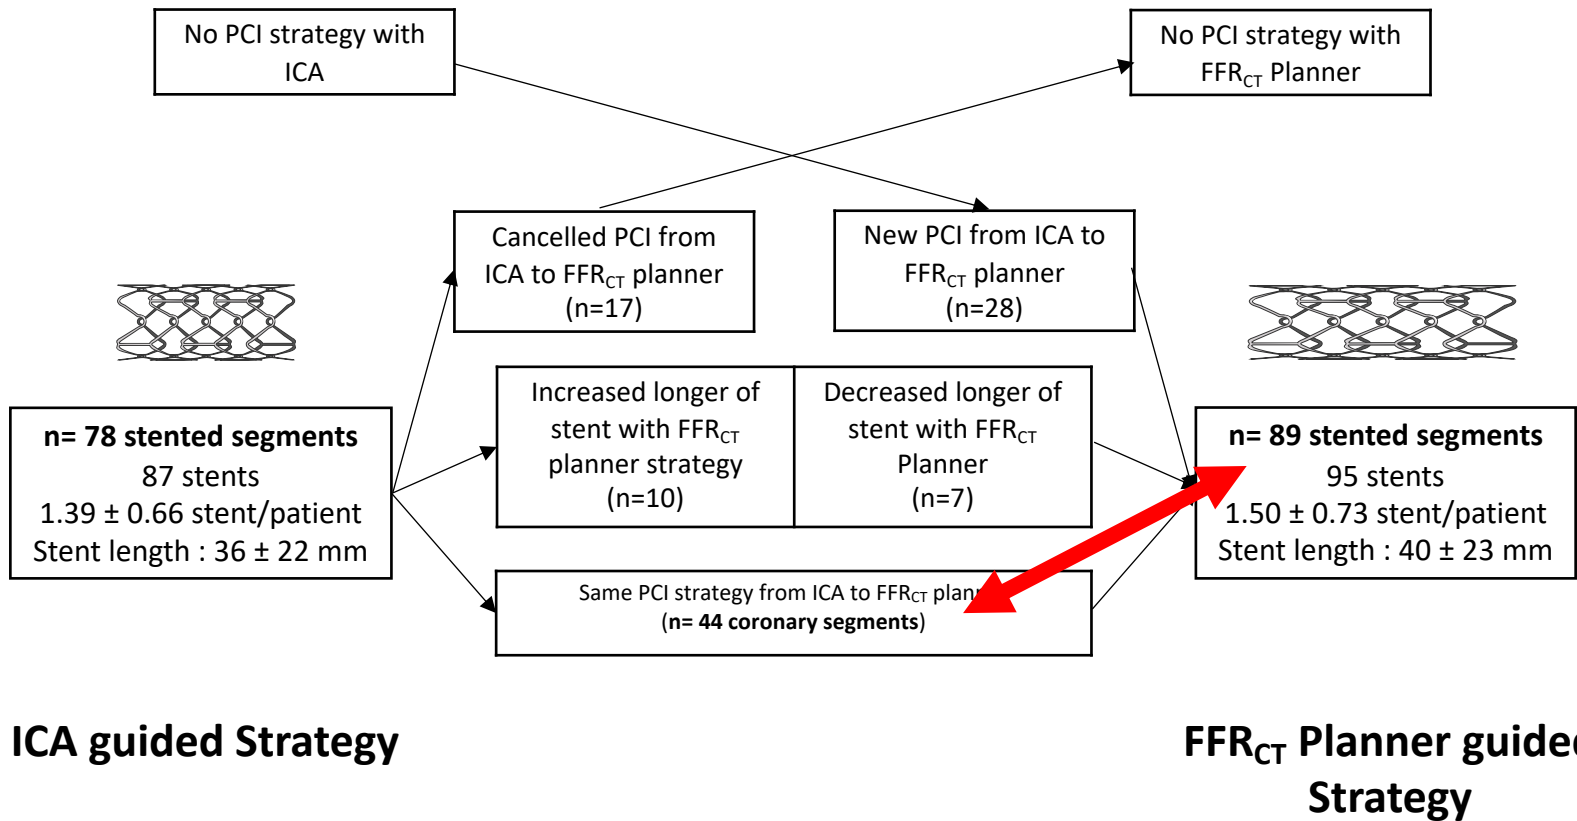 No PCI strategy with
ICA
No PCI strategy with
FFRCT Planner
Cancelled PCI from
ICA to FFRCT planner
(n=17)
New PCI from ICA to
FFRCT planner
(n=28)
n= 78 stented segments
87 stents
1.39 ± 0.66 stent/patient
Stent length : 36 ± 22 mm
Increased longer of
stent with FFRCT
planner strategy
(n=10)
Decreased longer of
stent with FFRCT
Planner
(n=7)
n= 89 stented segments
95 stents
1.50 ± 0.73 stent/patient
Stent length : 40 ± 23 mm
Same PCI strategy from ICA to FFRCT plann
(n= 44 coronary segments)
ICA guided Strategy
FFRCT Planner guided
Strategy